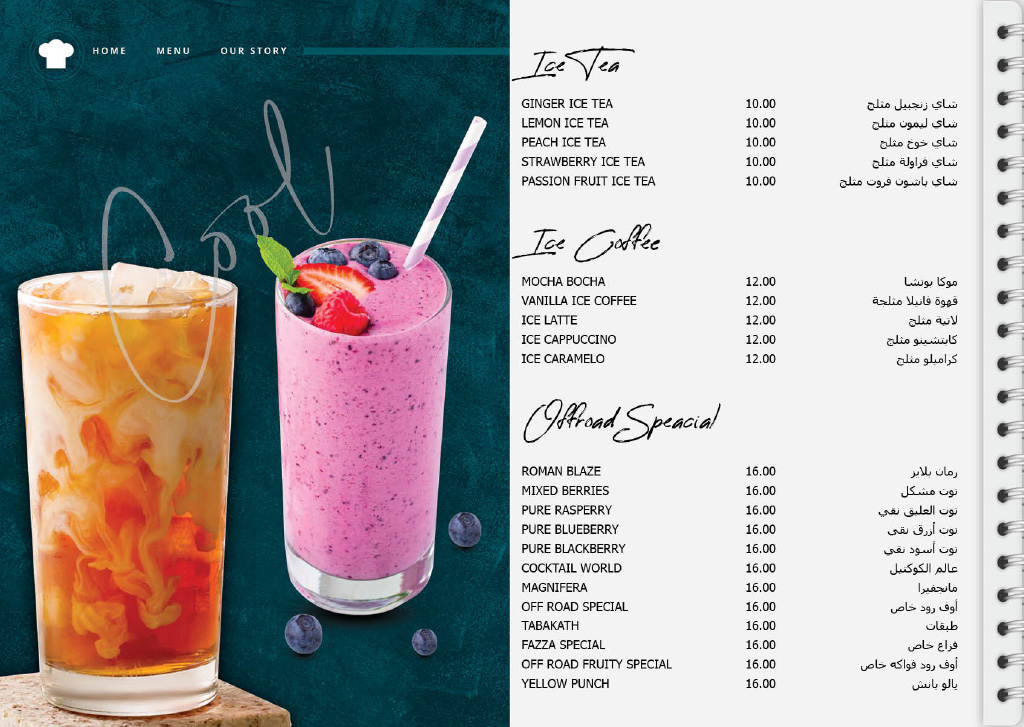 HOME MENU OUR STORY
Cool
Ice Tea
GINGER ICE TEA 10.00 شاي زنجبيل مثلج
LEMON ICE TEA 10.00 شاي ليمون مثلج
PEACH ICE TEA 10.00 شاي خوخ مثلج
STRAWBERRY ICE TEA 10.00 شاي فراولة مثلج
PASSION FRUIT ICE TEA 10.00 شاي باشون فروت مثلج
Ice Coffee
MOCHA BOCHA 12.00 موكا بوتشا
VANILLA ICE COFFEE 12.00 قهوة فانيلا مثلجة
ICE LATTE 12.00 لاتية مثلج
ICE CAPPUCCINO 12.00 كابتشينو مثلج
ICE CARAMELO 12.00 كراميلو مثلج
Offroad Speacial
ROMAN BLAZE 16.00 رمان بلايز
MIXED BERRIES 16.00 توت مشكل
PURE RASPERRY 16.00 توت العليق نقي
PURE BLUEBERRY 16.00 توت أزرق نقى
PURE BLACKBERRY 16.00 توت أسود نقي
COCKTAIL WORLD 16.00 عالم الكوكتيل
MAGNIFERA 16.00 مانجفيرا
OFF ROAD SPECIAL 16.00 أوف رود خاص
TABAKATH 16.00 طبقات
FAZZA SPECIAL 16.00 فزاع خاص
OFF ROAD FRUITY SPECIAL 16.00 أوف رود فواكه خاص
YELLOW PUNCH 16.00 يالو بانش